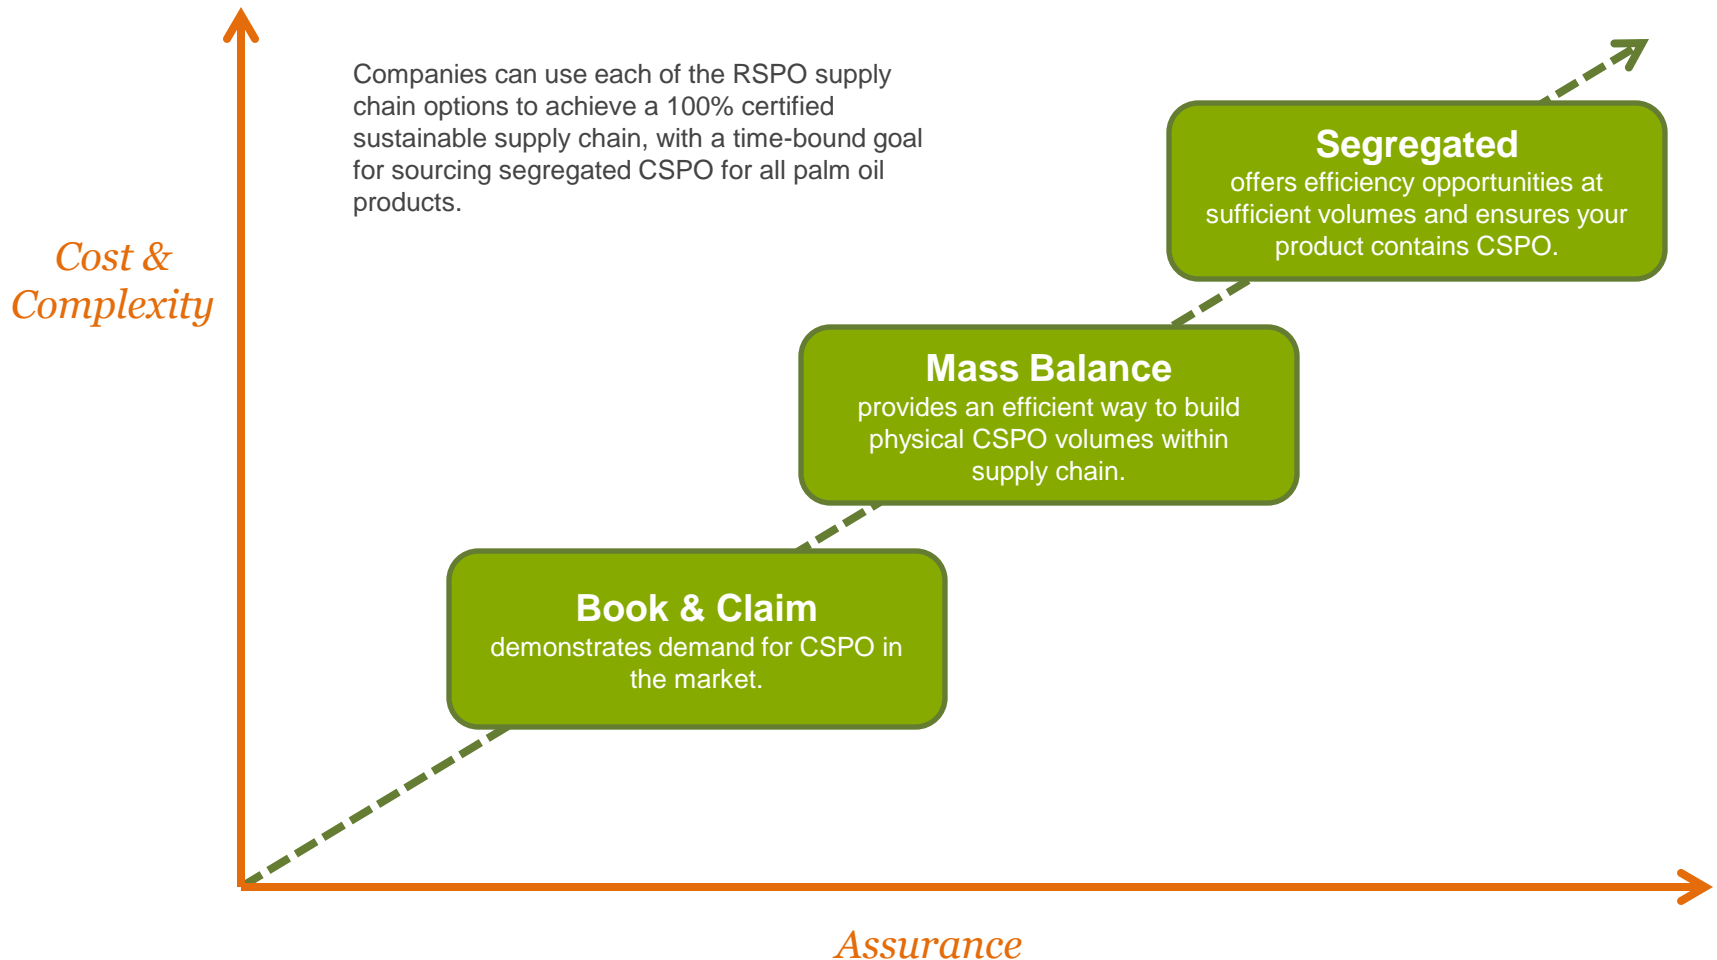 Companies can use each of the RSPO supply
chain options to achieve a 100% certified
sustainable supply chain, with a time-bound goal
for sourcing segregated CSPO for all palm oil
products.
Segregated
offers efficiency opportunities at
sufficient volumes and ensures your
product contains CSPO.
Cost &
Complexity
Mass Balance
provides an efficient way to build
physical CSPO volumes within
supply chain.
Book & Claim
demonstrates demand for CSPO in
the market.
Assurance